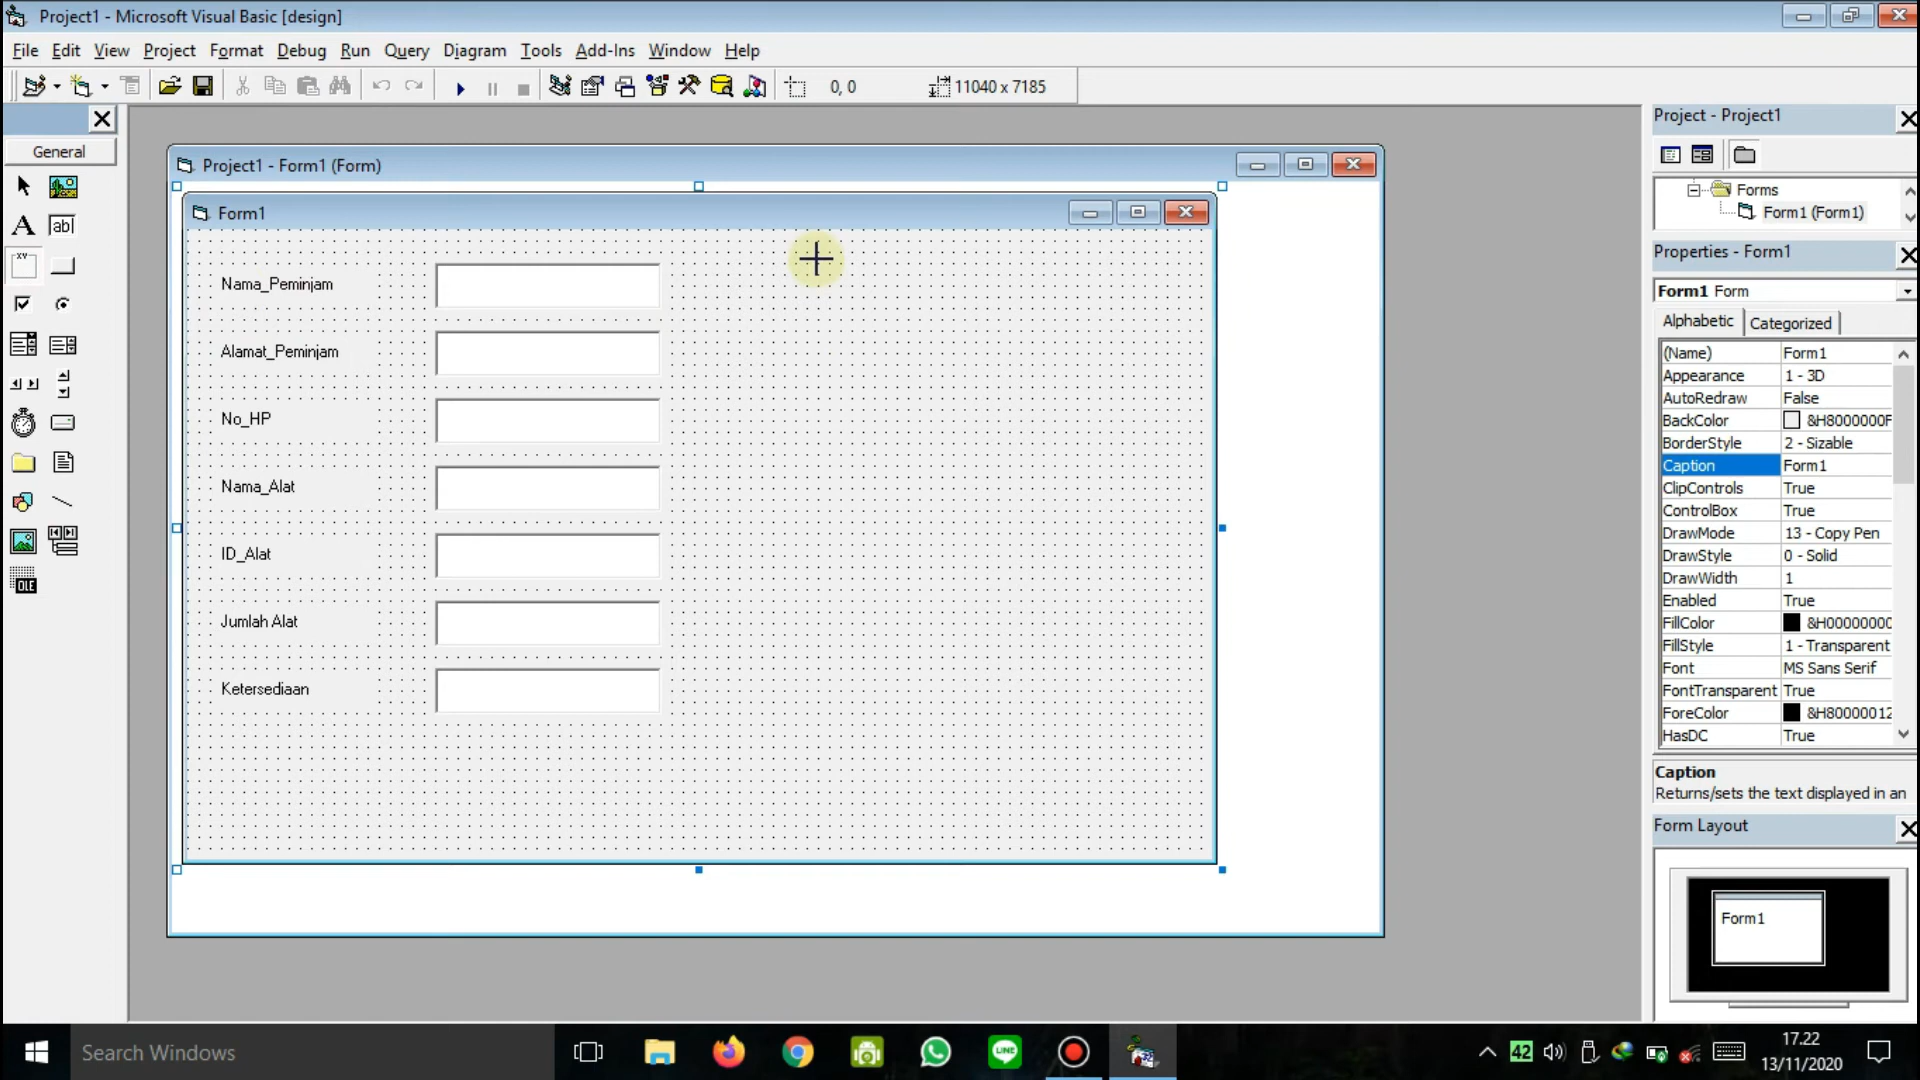 Project1 - Microsoft Visual Basic [design]
File Edit View Project Format Debug Run Query Diagram Tools Add-Ins Window Help
0, 0 11040 x 7185
General
A ab|
XY
OLE
Project1 - Form1 (Form)
Form1
Nama_Peminjam
Alamat_Peminjam
No_HP
Nama_Alat
ID_Alat
Jumlah Alat
Ketersediaan
Project - Project1
Forms
Form1 (Form1)
Properties - Form1
Form1 Form
Alphabetic Categorized
(Name) Form1
Appearance 1 - 3D
AutoRedraw False
BackColor &H8000000F
BorderStyle 2 - Sizable
Caption Form1
ClipControls True
ControlBox True
DrawMode 13 - Copy Pen
DrawStyle 0 - Solid
DrawWidth 1
Enabled True
FillColor &H00000000
FillStyle 1 - Transparent
Font MS Sans Serif
FontTransparent True
ForeColor &H80000012
HasDC True
Caption
Returns/sets the text displayed in an
Form Layout
Form1
Search Windows
LINE
42
17.22
13/11/2020